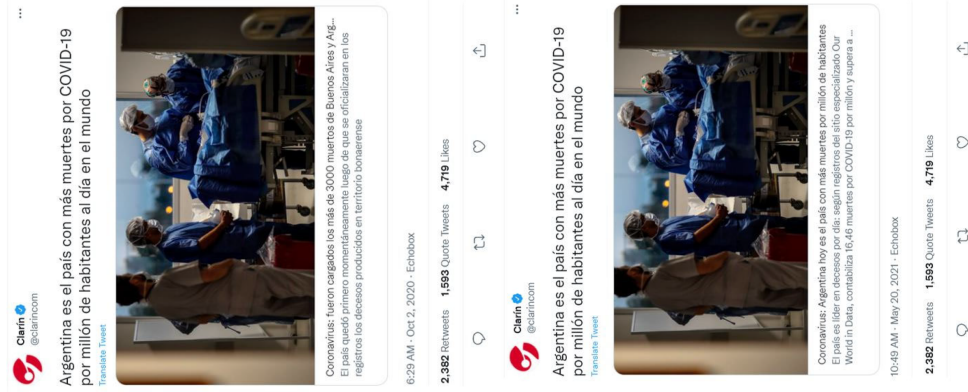 Clarín
@clarincom
Argentina es el país con más muertes por COVID-19
por millón de habitantes al día en el mundo
Translate Tweet
Coronavirus: fueron cargados los más de 3000 muertos de Buenos Aires y Arg...
El país quedó primero momentáneamente luego de que se oficializaran en los
registros los decesos producidos en territorio bonaerense
6:29 AM · Oct 2, 2020 · Echobox
2,382 Retweets 1,593 Quote Tweets 4,719 Likes
Clarín
@clarincom
Argentina es el país con más muertes por COVID-19
por millón de habitantes al día en el mundo
Translate Tweet
Coronavirus: Argentina hoy es el país con más muertes por millón de habitantes
El país es líder en decesos por día: según registros del sitio especializado Our
World in Data, contabiliza 16,46 muertes por COVID-19 por millón y supera a ...
10:49 AM · May 20, 2021 · Echobox
2,382 Retweets 1,593 Quote Tweets 4,719 Likes